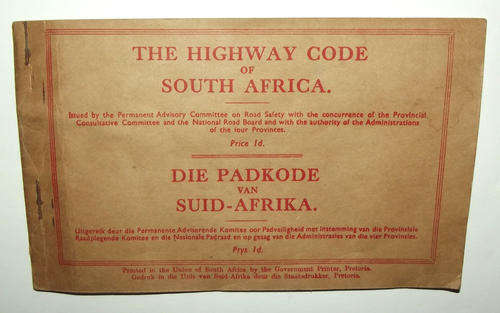 THE HIGHWAY CODE
OF
SOUTH AFRICA.
Issued by the Permanent Advisory Committee on Road Safety with the concurrence of the Provincial
Consultative Committee and the National Road Board and with the authority of the Administrations
of the four Provinces.
Price 1d.
DIE PADKODE
VAN
SUID-AFRIKA.
Uitgereik deur die Permanente Adviserende Komitee oor Padveiligheid met instemming van die Provinsiale
Raadplegende Komitee en die Nasionale Padraad en op gesag van die Administrasies van die vier Provinsies.
Prys 1d.
Printed in the Union of South Africa by the Government Printer, Pretoria.
Gedruk in die Unie van Suid-Afrika deur die Staatsdrukker, Pretoria.